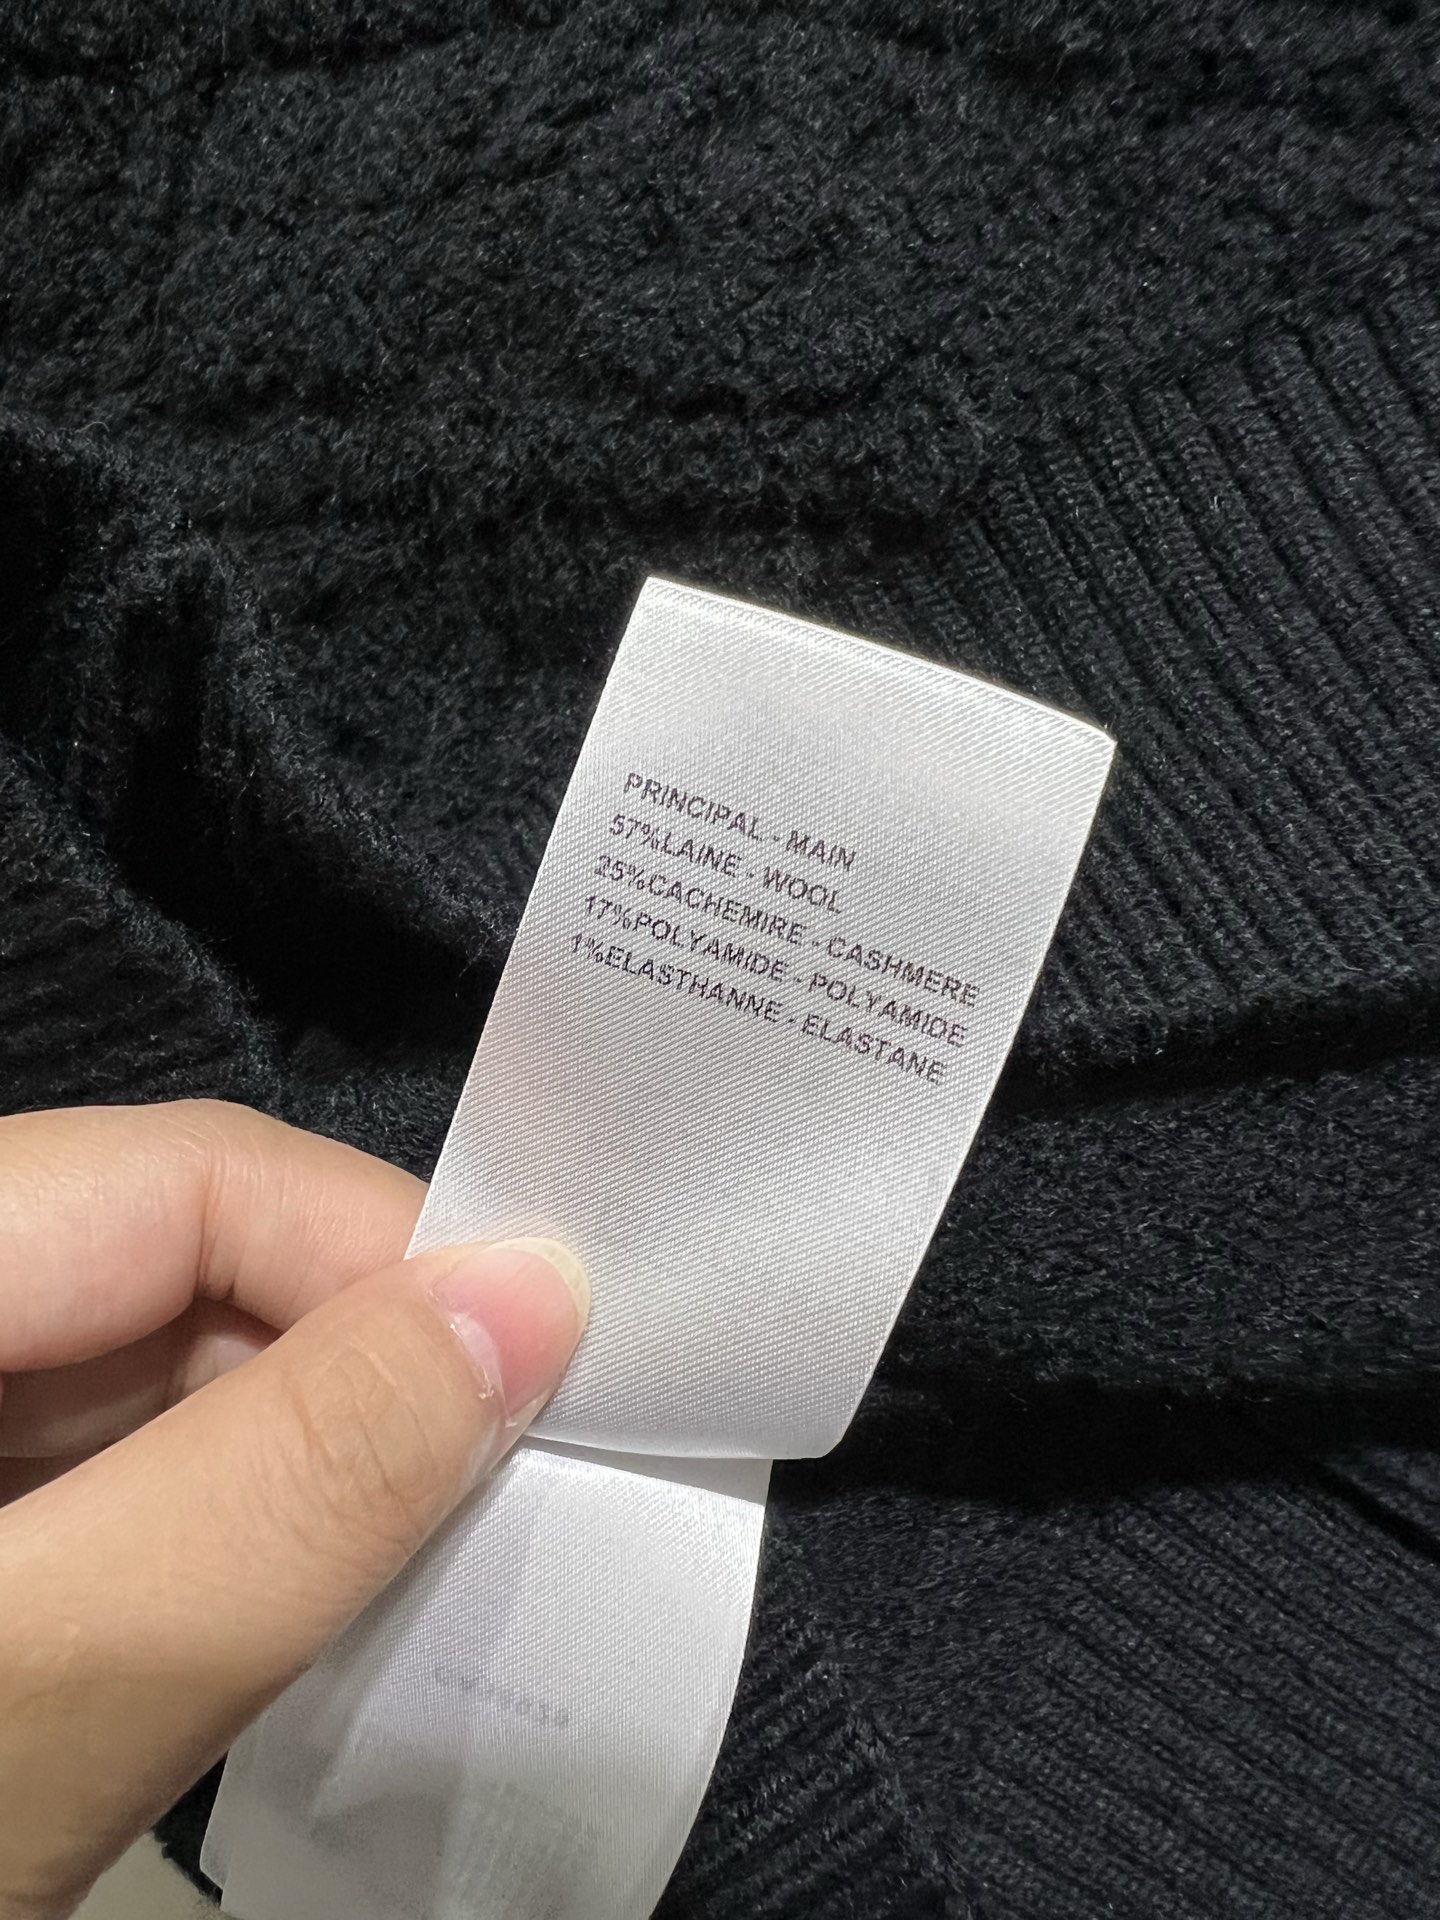 PRINCIPAL - MAIN
57%LAINE - WOOL
25%CACHEMIRE - CASHMERE
17%POLYAMIDE - POLYAMIDE
1%ELASTHANNE - ELASTANE